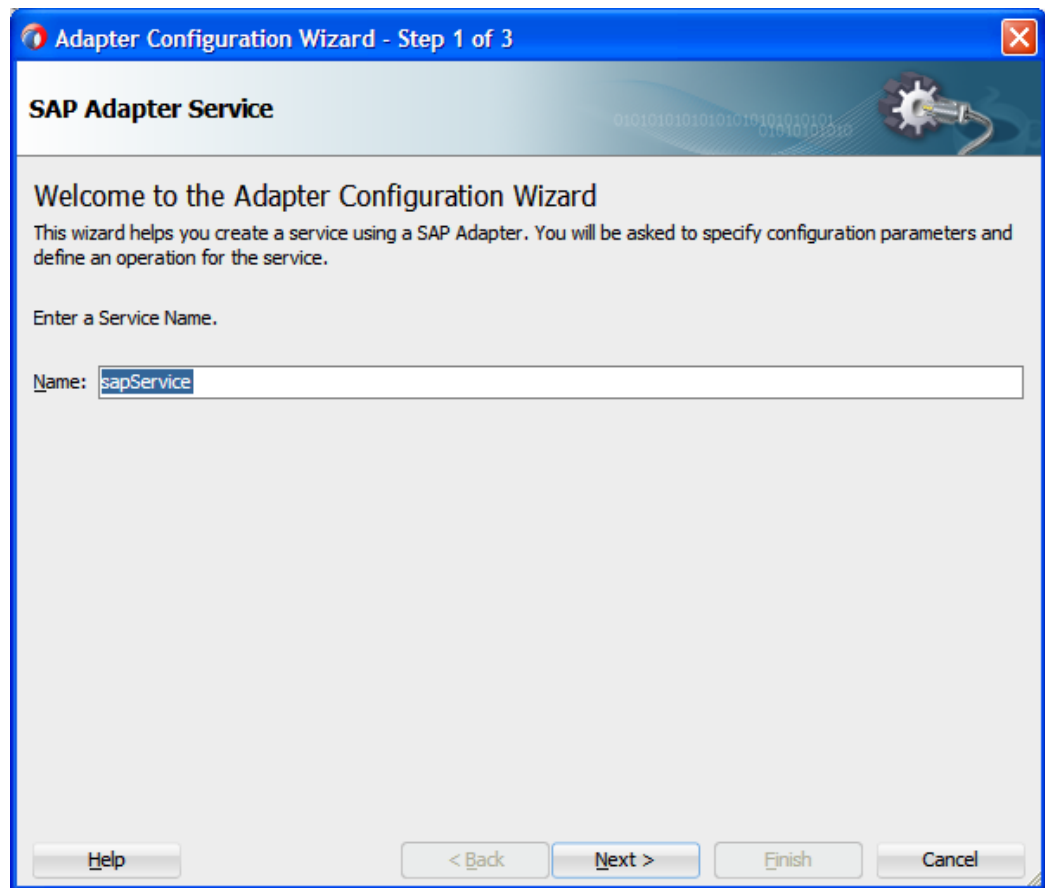 Adapter Configuration Wizard - Step 1 of 3
SAP Adapter Service
Welcome to the Adapter Configuration Wizard
This wizard helps you create a service using a SAP Adapter. You will be asked to specify configuration parameters and
define an operation for the service.
Enter a Service Name.
Name: sapService
Help < Back Next > Finish Cancel